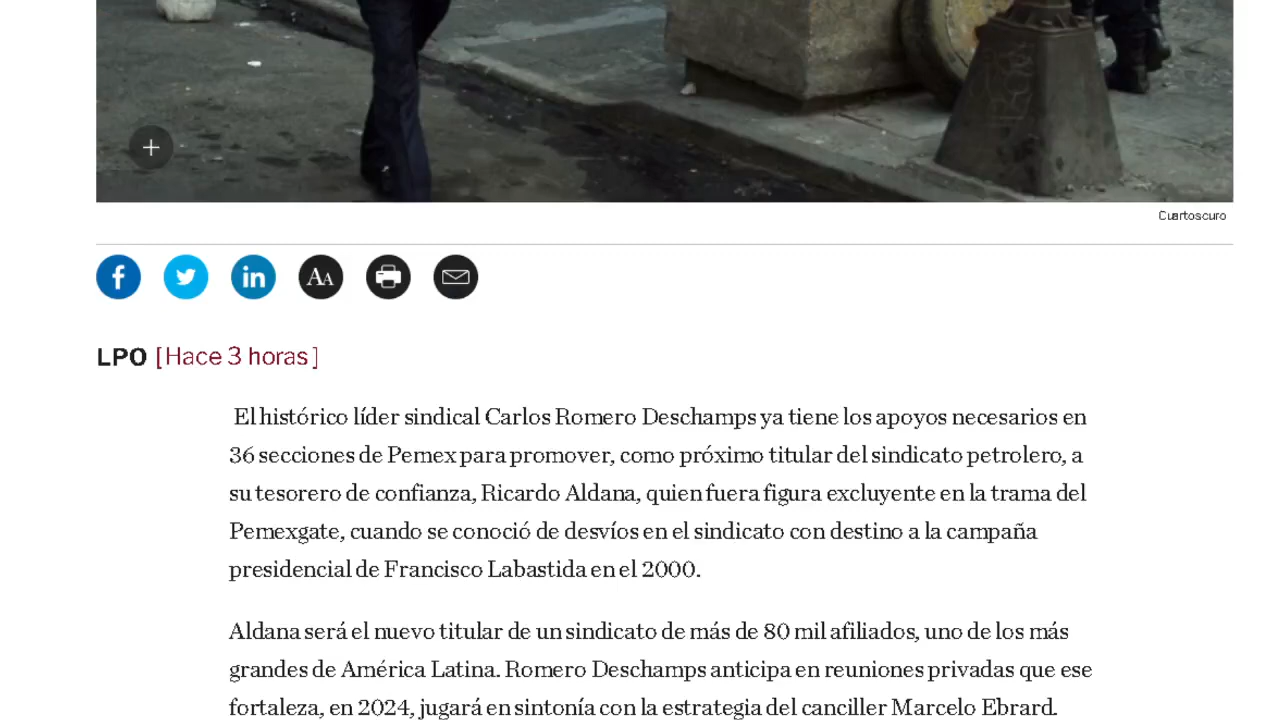 Cuartoscuro
LPO [Hace 3 horas]
El histórico líder sindical Carlos Romero Deschamps ya tiene los apoyos necesarios en
36 secciones de Pemex para promover, como próximo titular del sindicato petrolero, a
su tesorero de confianza, Ricardo Aldana, quien fuera figura excluyente en la trama del
Pemexgate, cuando se conoció de desvíos en el sindicato con destino a la campaña
presidencial de Francisco Labastida en el 2000.
Aldana será el nuevo titular de un sindicato de más de 80 mil afiliados, uno de los más
grandes de América Latina. Romero Deschamps anticipa en reuniones privadas que ese
fortaleza, en 2024, jugará en sintonía con la estrategia del canciller Marcelo Ebrard.